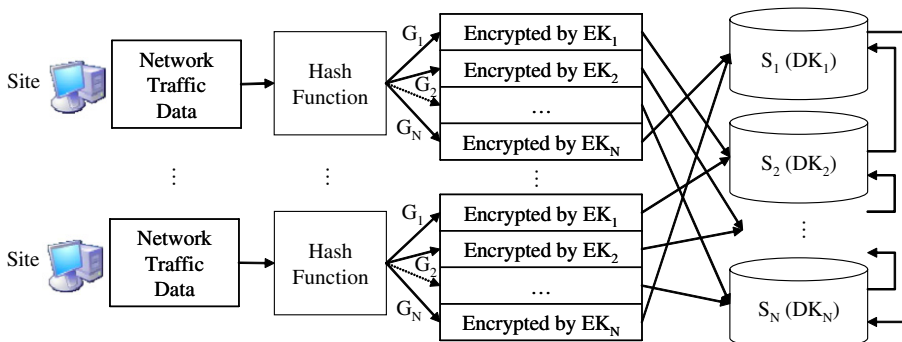 Site
Network
Traffic
Data
Hash
Function
G1
G2
GN
Encrypted by EK1
Encrypted by EK2
...
Encrypted by EKN
S1 (DK1)
S2 (DK2)
...
SN (DKN)
...
...
...
Site
Network
Traffic
Data
Hash
Function
G1
G2
GN
Encrypted by EK1
Encrypted by EK2
...
Encrypted by EKN